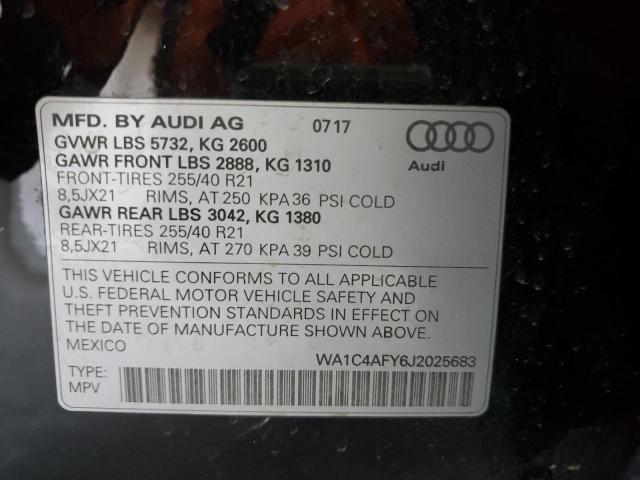 MFD. BY AUDI AG 0717
GVWR LBS 5732, KG 2600
GAWR FRONT LBS 2888, KG 1310
Audi
FRONT-TIRES 255/40 R21
8,5JX21 RIMS, AT 250 KPA 36 PSI COLD
GAWR REAR LBS 3042, KG 1380
REAR-TIRES 255/40 R21
8,5JX21 RIMS, AT 270 KPA 39 PSI COLD
THIS VEHICLE CONFORMS TO ALL APPLICABLE
U.S. FEDERAL MOTOR VEHICLE SAFETY AND
THEFT PREVENTION STANDARDS IN EFFECT ON
THE DATE OF MANUFACTURE SHOWN ABOVE.
MEXICO
WA1C4AFY6J2025683
TYPE:
MPV